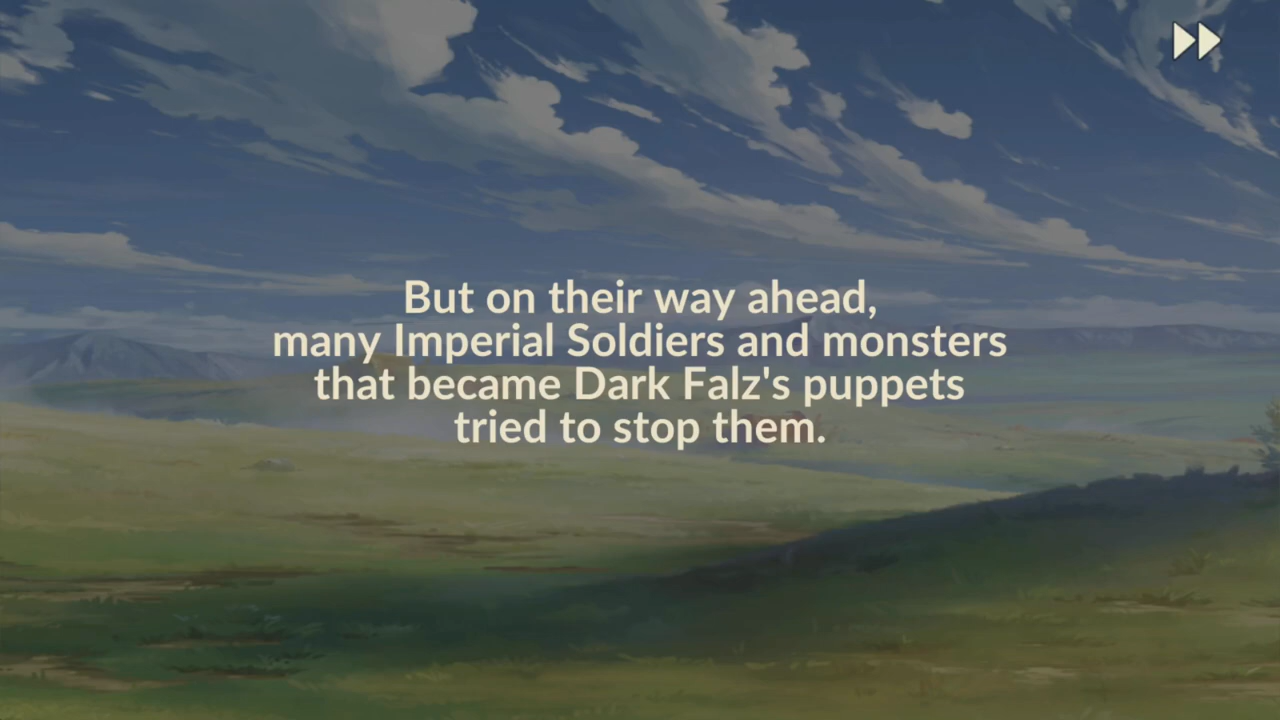 But on their way ahead,
many Imperial Soldiers and monsters
that became Dark Falz's puppets
tried to stop them.